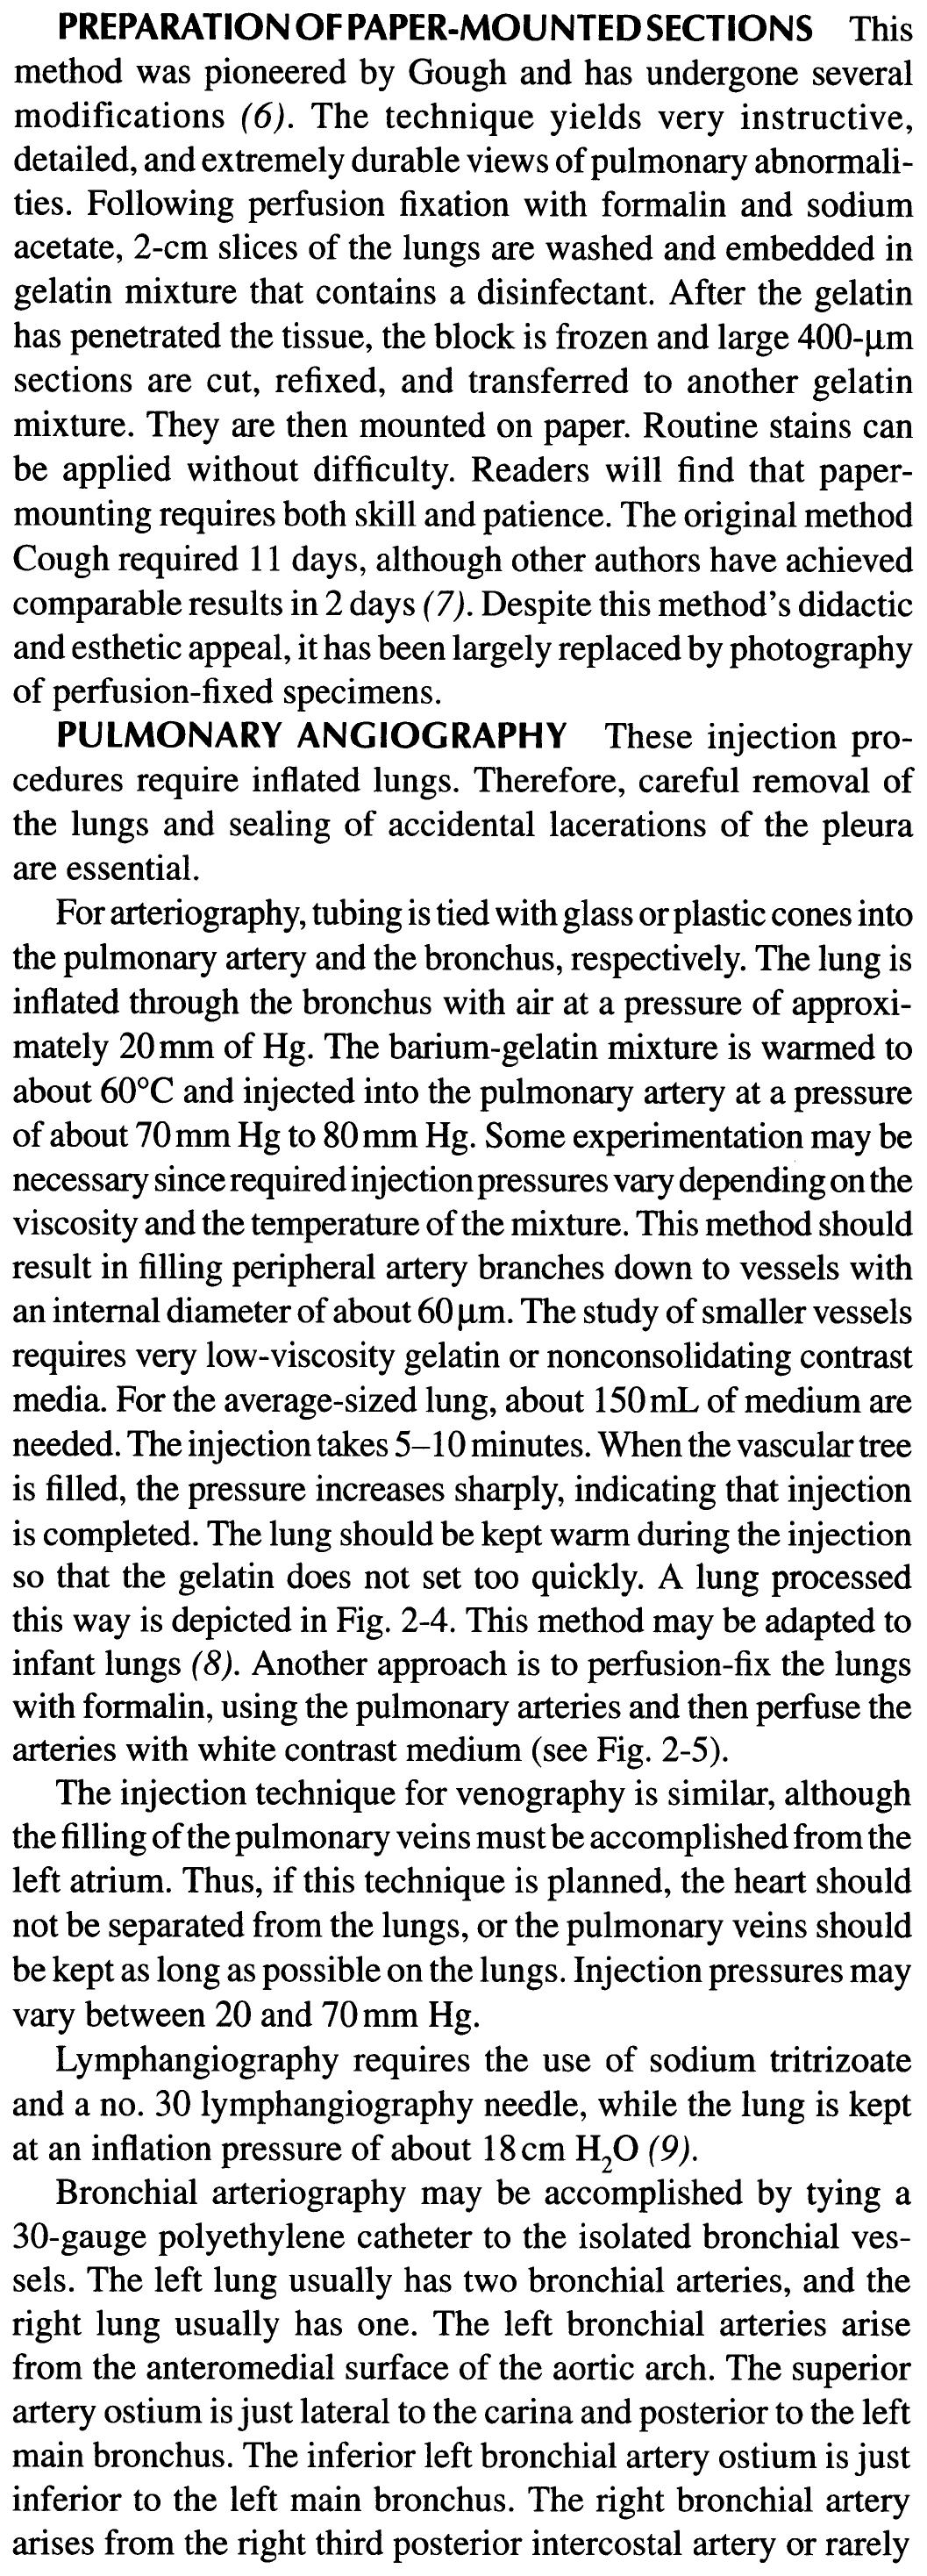 PREPARATION OF PAPER-MOUNTED SECTIONS This
method was pioneered by Gough and has undergone several
modifications (6). The technique yields very instructive,
detailed, and extremely durable views of pulmonary abnormali-
ties. Following perfusion fixation with formalin and sodium
acetate, 2-cm slices of the lungs are washed and embedded in
gelatin mixture that contains a disinfectant. After the gelatin
has penetrated the tissue, the block is frozen and large 400-μm
sections are cut, refixed, and transferred to another gelatin
mixture. They are then mounted on paper. Routine stains can
be applied without difficulty. Readers will find that paper-
mounting requires both skill and patience. The original method
Cough required 11 days, although other authors have achieved
comparable results in 2 days (7). Despite this method's didactic
and esthetic appeal, it has been largely replaced by photography
of perfusion-fixed specimens.
PULMONARY ANGIOGRAPHY These injection pro-
cedures require inflated lungs. Therefore, careful removal of
the lungs and sealing of accidental lacerations of the pleura
are essential.
For arteriography, tubing is tied with glass or plastic cones into
the pulmonary artery and the bronchus, respectively. The lung is
inflated through the bronchus with air at a pressure of approxi-
mately 20 mm of Hg. The barium-gelatin mixture is warmed to
about 60°C and injected into the pulmonary artery at a pressure
of about 70 mm Hg to 80 mm Hg. Some experimentation may be
necessary since required injection pressures vary depending on the
viscosity and the temperature of the mixture. This method should
result in filling peripheral artery branches down to vessels with
an internal diameter of about 60 μm. The study of smaller vessels
requires very low-viscosity gelatin or nonconsolidating contrast
media. For the average-sized lung, about 150 mL of medium are
needed. The injection takes 5–10 minutes. When the vascular tree
is filled, the pressure increases sharply, indicating that injection
is completed. The lung should be kept warm during the injection
so that the gelatin does not set too quickly. A lung processed
this way is depicted in Fig. 2-4. This method may be adapted to
infant lungs (8). Another approach is to perfusion-fix the lungs
with formalin, using the pulmonary arteries and then perfuse the
arteries with white contrast medium (see Fig. 2-5).
The injection technique for venography is similar, although
the filling of the pulmonary veins must be accomplished from the
left atrium. Thus, if this technique is planned, the heart should
not be separated from the lungs, or the pulmonary veins should
be kept as long as possible on the lungs. Injection pressures may
vary between 20 and 70 mm Hg.
Lymphangiography requires the use of sodium tritrizoate
and a no. 30 lymphangiography needle, while the lung is kept
at an inflation pressure of about 18 cm H₂O (9).
Bronchial arteriography may be accomplished by tying a
30-gauge polyethylene catheter to the isolated bronchial ves-
sels. The left lung usually has two bronchial arteries, and the
right lung usually has one. The left bronchial arteries arise
from the anteromedial surface of the aortic arch. The superior
artery ostium is just lateral to the carina and posterior to the left
main bronchus. The inferior left bronchial artery ostium is just
inferior to the left main bronchus. The right bronchial artery
arises from the right third posterior intercostal artery or rarely